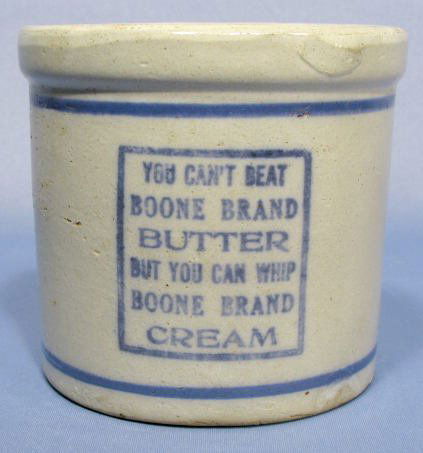 YOU CAN'T BEAT
BOONE BRAND
BUTTER
BUT YOU CAN WHIP
BOONE BRAND
CREAM